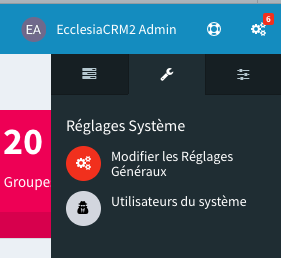 EA EcclesiaCRM2 Admin 6
Réglages Système
20
Modifier les Réglages
Généraux
Groupe
Utilisateurs du système